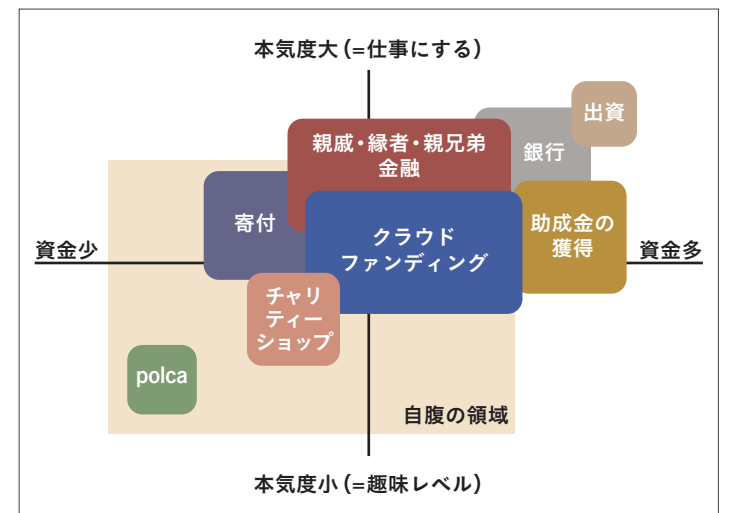 本気度大(=仕事にする)
出資
親戚・縁者・親兄弟
金融
銀行
寄付
クラウド
ファンディング
助成金の
獲得
資金少
資金多
チャリ
ティー
ショップ
polca
自腹の領域
本気度小(=趣味レベル)